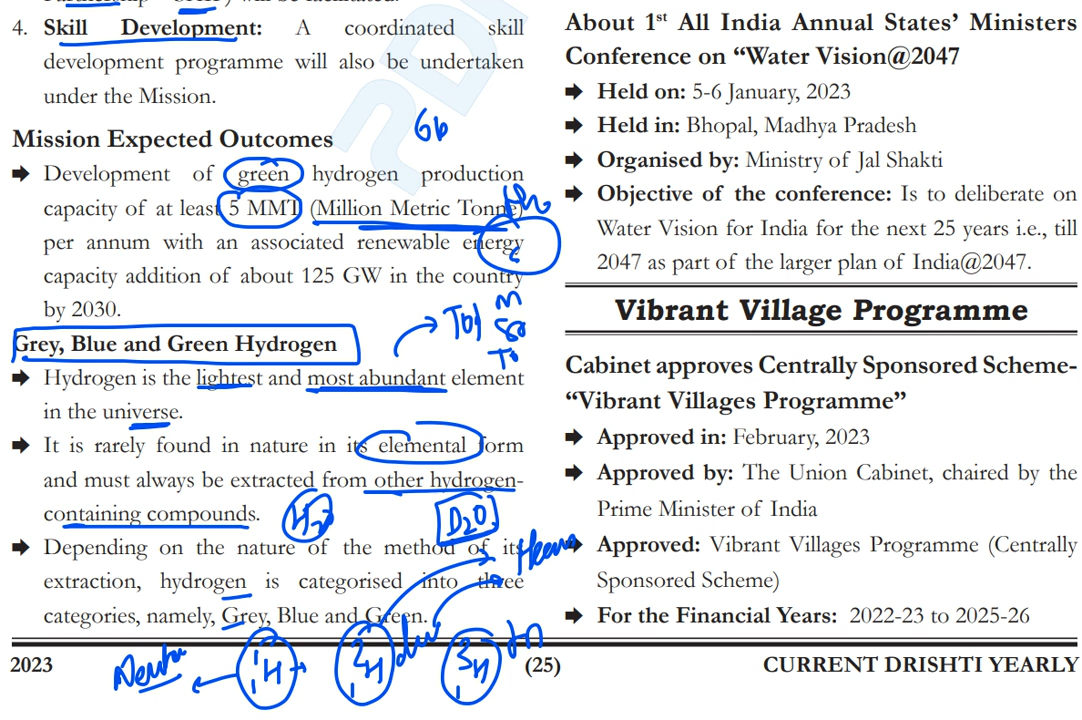 4. Skill Development: A coordinated skill
development programme will also be undertaken
under the Mission.
Mission Expected Outcomes
➡ Development of green hydrogen production
capacity of at least 5 MMT (Million Metric Tonne)
per annum with an associated renewable energy
capacity addition of about 125 GW in the country
by 2030.
Grey, Blue and Green Hydrogen
➡ Hydrogen is the lightest and most abundant element
in the universe.
➡ It is rarely found in nature in its elemental form
and must always be extracted from other hydrogen-
containing compounds.
H2
D2O
➡ Depending on the nature of the method of its
extraction, hydrogen is categorised into three
categories, namely, Grey, Blue and Green.
1 1 H
2 1 H
3 1 H
About 1st All India Annual States' Ministers
Conference on "Water Vision@2047
➡ Held on: 5-6 January, 2023
➡ Held in: Bhopal, Madhya Pradesh
➡ Organised by: Ministry of Jal Shakti
➡ Objective of the conference: Is to deliberate on
Water Vision for India for the next 25 years i.e., till
2047 as part of the larger plan of India@2047.
Vibrant Village Programme
Cabinet approves Centrally Sponsored Scheme-
"Vibrant Villages Programme"
➡ Approved in: February, 2023
➡ Approved by: The Union Cabinet, chaired by the
Prime Minister of India
➡ Approved: Vibrant Villages Programme (Centrally
Sponsored Scheme)
➡ For the Financial Years: 2022-23 to 2025-26
2023 (25) CURRENT DRISHTI YEARLY